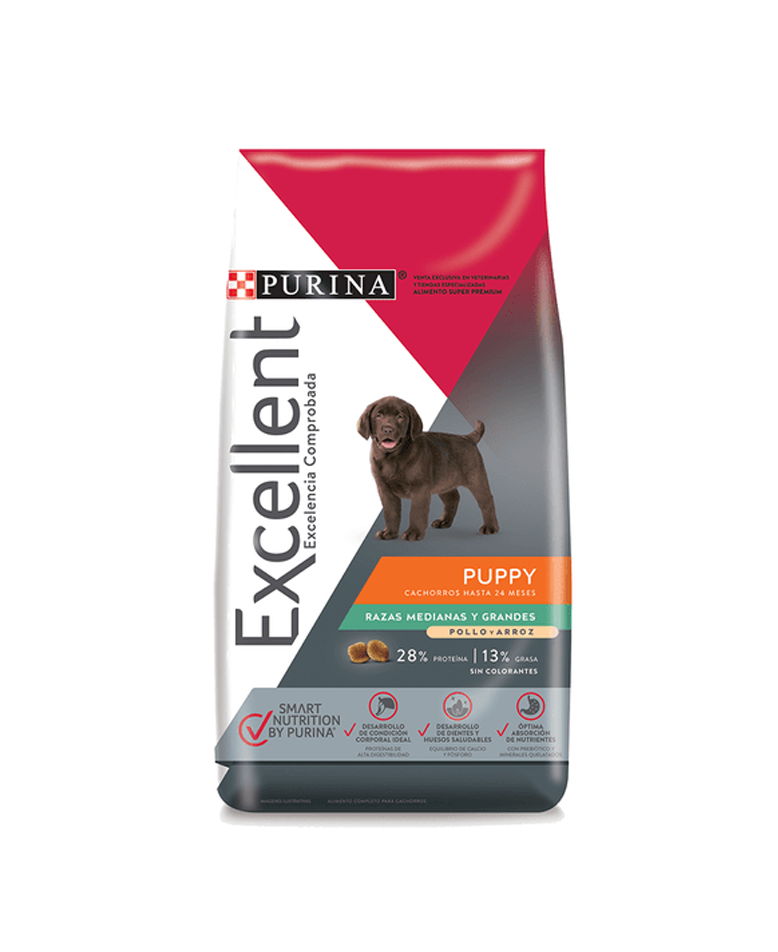 PURINA®
VENTA EXCLUSIVA EN VETERINARIAS
Y TIENDAS ESPECIALIZADAS
ALIMENTO SUPER PREMIUM
Excellent
Excelencia Comprobada
PUPPY
CACHORROS HASTA 24 MESES
RAZAS MEDIANAS Y GRANDES
POLLO Y ARROZ
28% PROTEÍNA | 13% GRASA
SIN COLORANTES
SMART
NUTRITION
BY PURINA®
DESARROLLO
DE CONDICIÓN
CORPORAL IDEAL
PROTEÍNAS DE
ALTA DIGESTIBILIDAD
DESARROLLO
DE DIENTES Y
HUESOS SALUDABLES
EQUILIBRIO DE CALCIO
Y FÓSFORO
ÓPTIMA
ABSORCIÓN
DE NUTRIENTES
CON PREBIÓTICO Y
MINERALES QUELATADOS
IMAGEN ILUSTRATIVA
ALIMENTO COMPLETO PARA CACHORROS